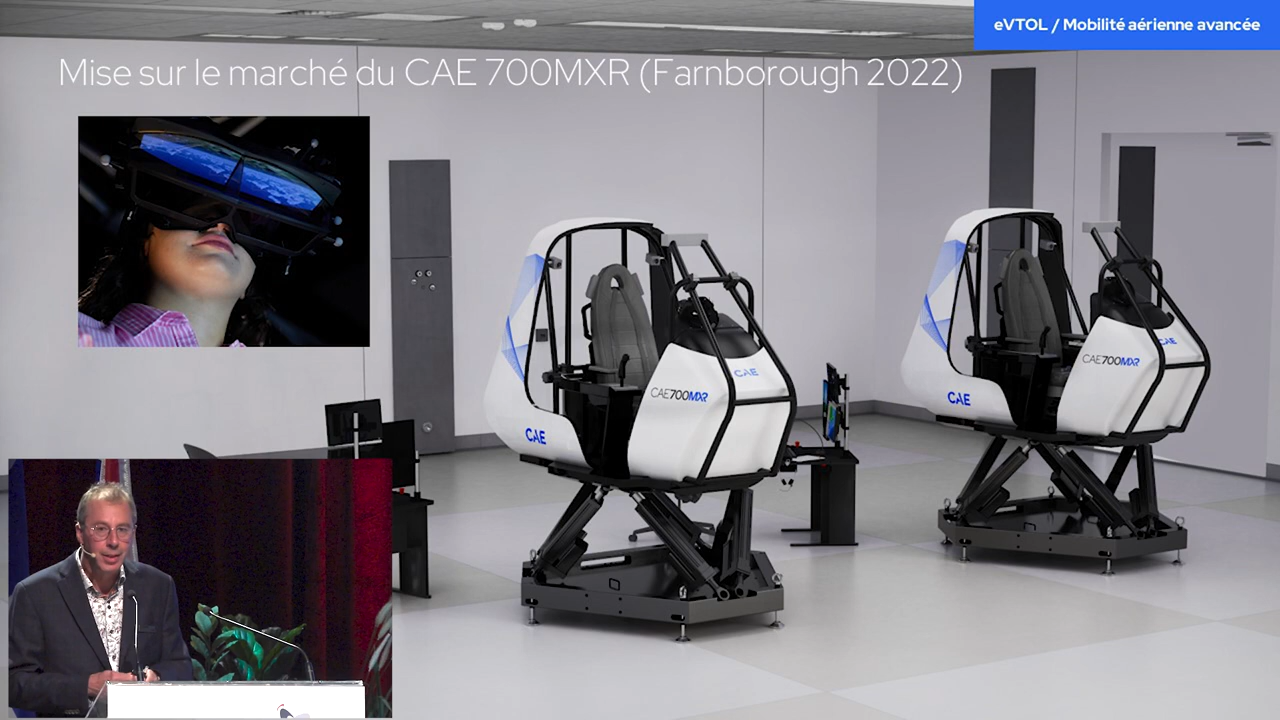 eVTOL / Mobilité aérienne avancée
Mise sur le marché du CAE 700MXR (Farnborough 2022)
CAE
CAE700MXR
CAE
CAE
CAE700MXR
CAE